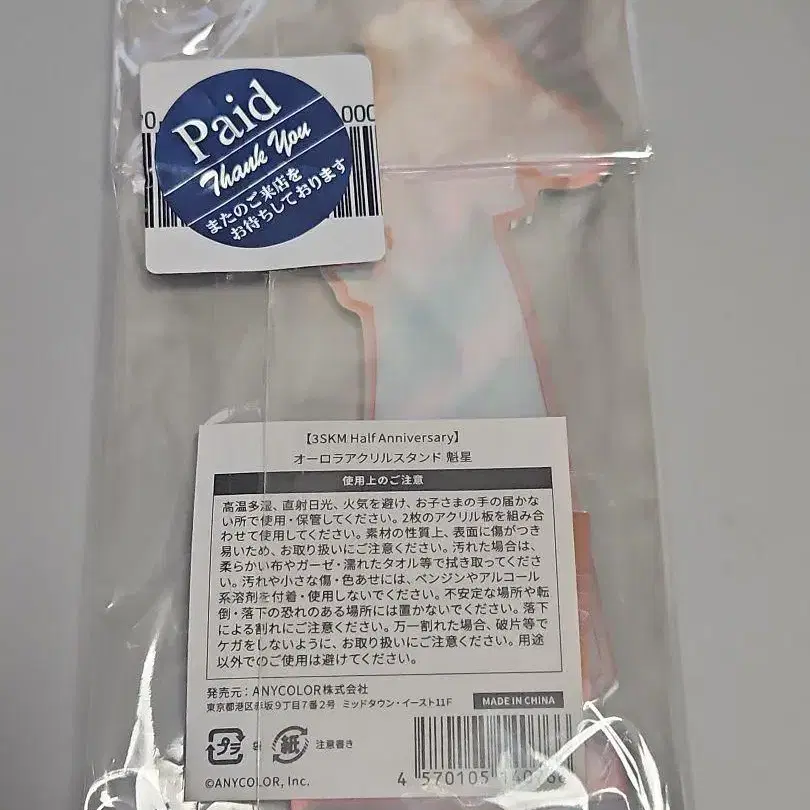 Paid
Thank You
またのご来店を
お待ちしております
000
【3SKM Half Anniversary】
オーロラアクリルスタンド 魁星
使用上のご注意
高温多湿、直射日光、火気を避け、お子さまの手の届かな
い所で使用・保管してください。2枚のアクリル板を組み合
わせて使用してください。素材の性質上、表面に傷がつき
易いため、お取り扱いにご注意ください。汚れた場合は、
柔らかい布やガーゼ・濡れたタオル等で拭き取ってくださ
い。汚れや小さな傷・色あせには、ベンジンやアルコール
系溶剤を付着・使用しないでください。不安定な場所や転
倒・落下の恐れのある場所には置かないでください。落下
による割れにご注意ください。万一割れた場合、破片等で
ケガをしないように、お取り扱いにご注意ください。用途
以外でのご使用は避けてください。
発売元：ANYCOLOR株式会社
東京都港区赤坂9丁目7番2号 ミッドタウン・イースト11F
MADE IN CHINA
プラ 袋 紙 注意書き
©ANYCOLOR, Inc.
4 570105